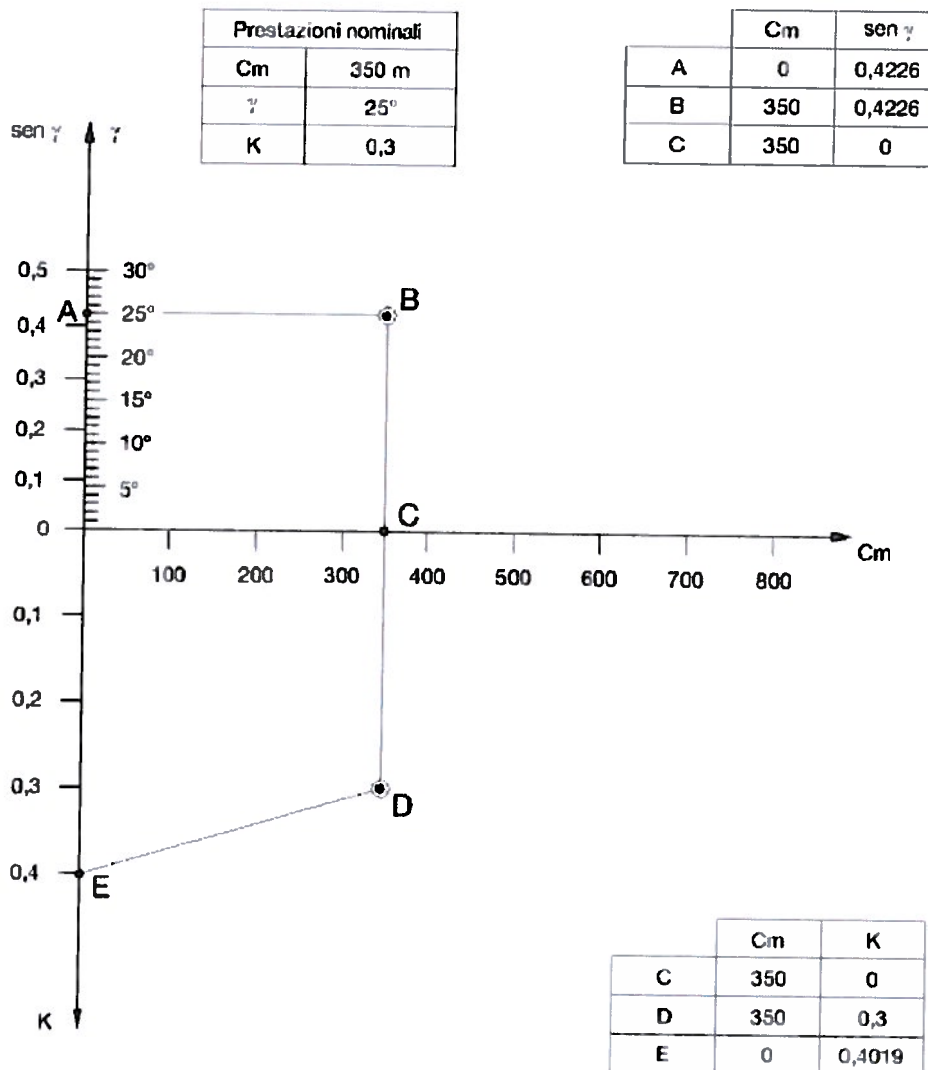 Prestazioni nominali
Cm 350 m
γ 25°
K 0,3
Cm sen γ
A 0 0,4226
B 350 0,4226
C 350 0
sen γ γ
0,5 30°
A 25° B
0,4
20°
0,3
15°
0,2
10°
0,1
5°
0 C
Cm
100 200 300 400 500 600 700 800
0,1
0,2
0,3 D
0,4 E
K
Cm K
C 350 0
D 350 0,3
E 0 0,4019